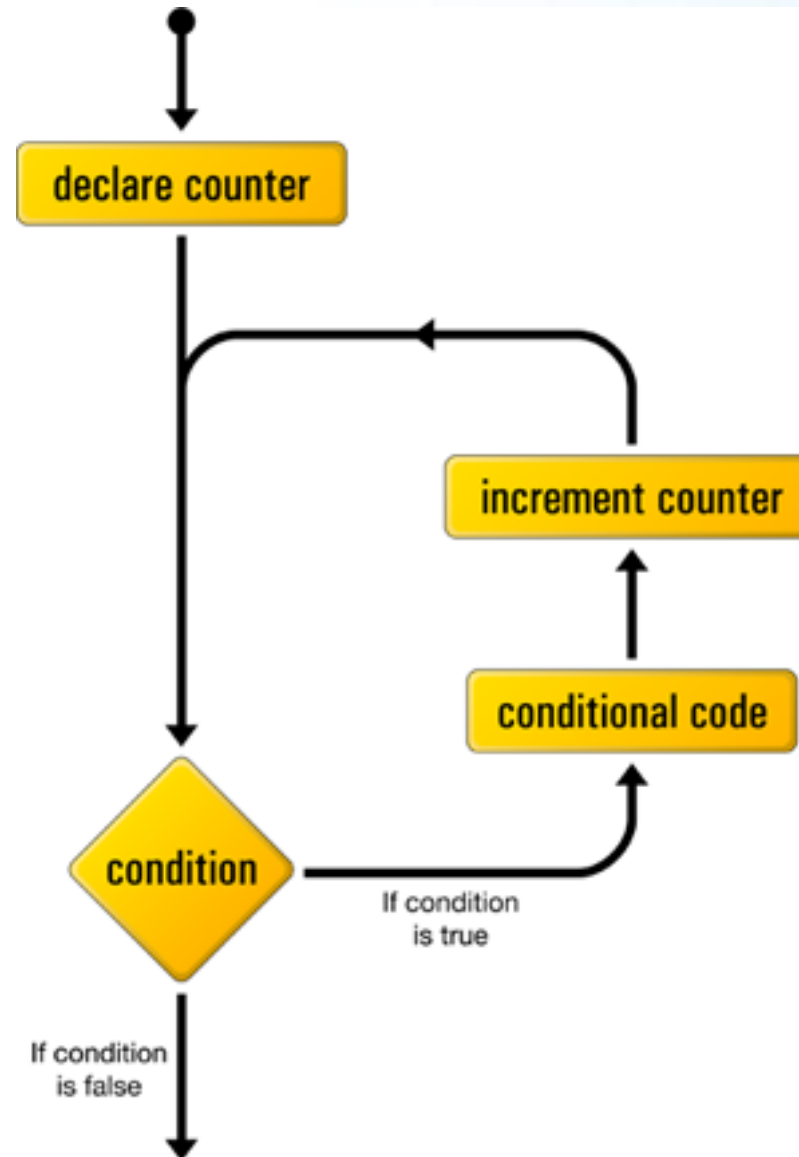 declare counter
increment counter
conditional code
condition
If condition
is true
If condition
is false